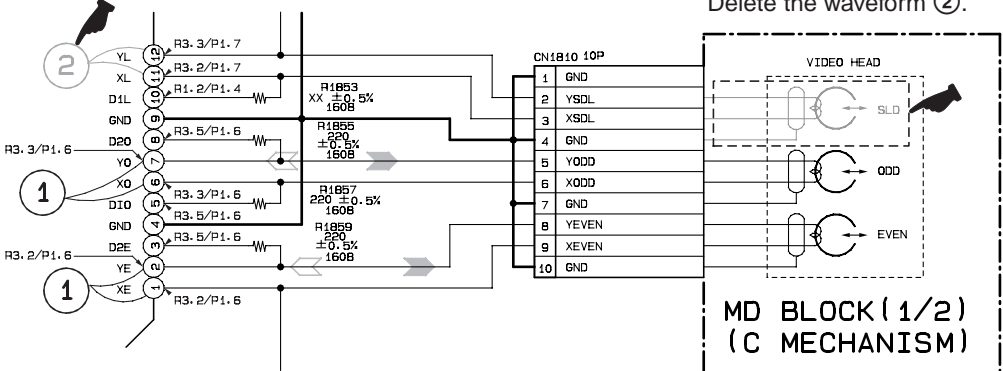 Delete the waveform ②.
2
YL 12 R3.3/P1.7
XL 11 R3.2/P1.7
D1L 10 R1.2/P1.4
GND 9
D2O 8 R3.5/P1.6
R3.3/P1.6
YO 7
1
XO 6 R3.3/P1.6
DIO 5 R3.5/P1.6
GND 4
D2E 3 R3.5/P1.6
R3.2/P1.6
YE 2
1
XE 1 R3.2/P1.6
R1853
XX ±0.5%
1608
R1855
220
±0.5%
1608
R1857
220 ±0.5%
1608
R1859
220
±0.5%
1608
CN1810 10P
1 GND
2 YSDL
3 XSDL
4 GND
5 YODD
6 XODD
7 GND
8 YEVEN
9 XEVEN
10 GND
VIDEO HEAD
SLD
ODD
EVEN
MD BLOCK(1/2)
(C MECHANISM)